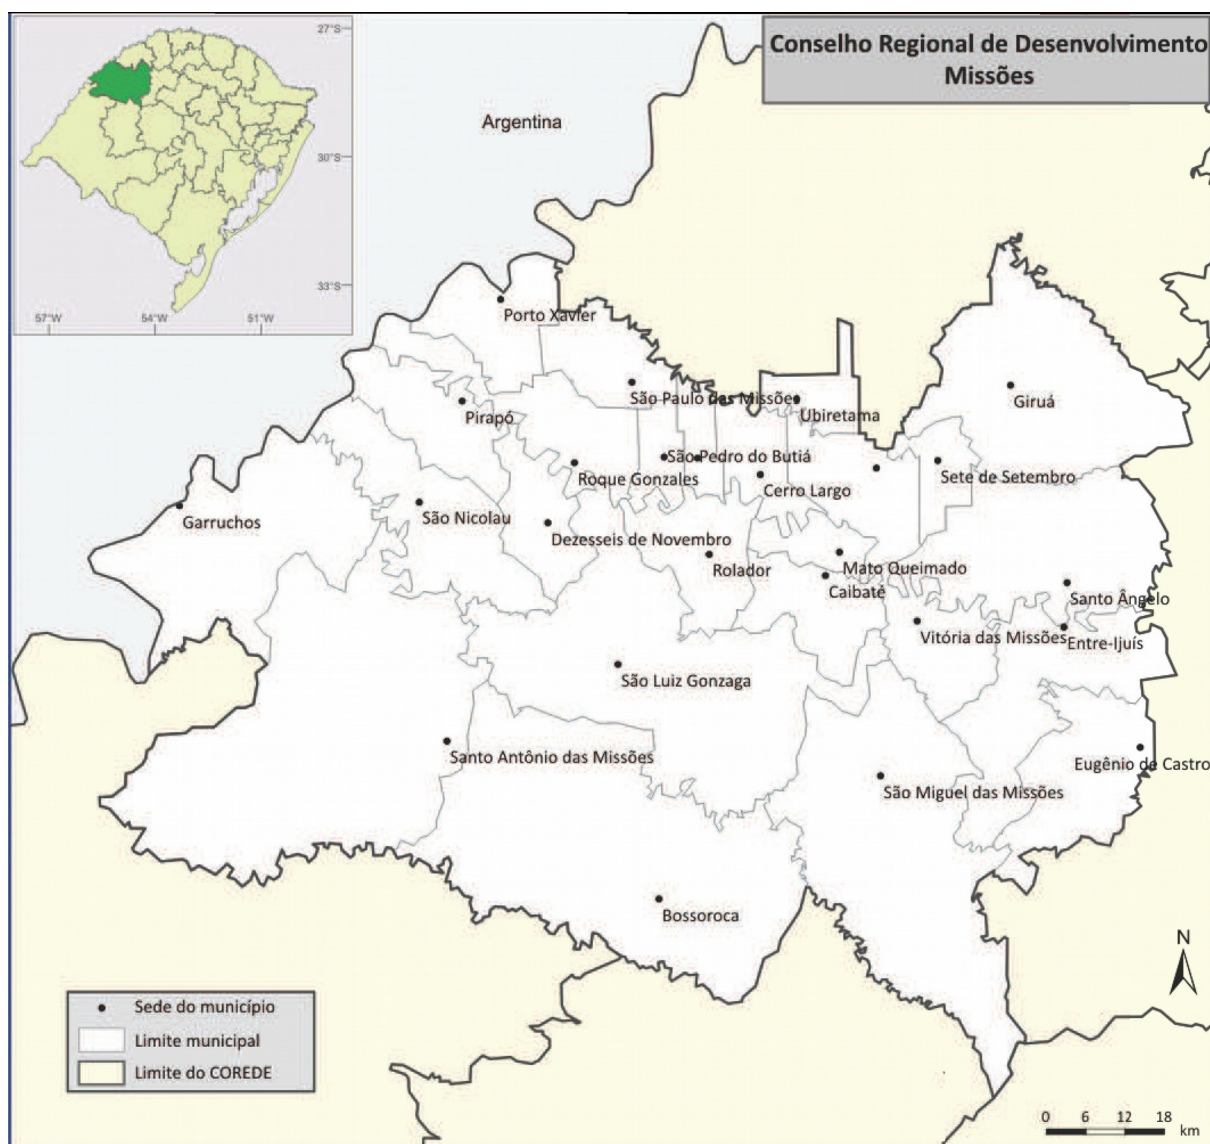 Conselho Regional de Desenvolvimento
Missões
27°S
30°S
33°S
57°W
54°W
51°W
Argentina
Porto Xavier
São Paulo das Missões
Ubiretama
Giruá
Pirapó
São Pedro do Butiá
Roque Gonzales
Cerro Largo
Sete de Setembro
Garruchos
São Nicolau
Dezesseis de Novembro
Rolador
Mato Queimado
Caibaté
Santo Ângelo
Vitória das Missões
Entre-Ijuís
São Luiz Gonzaga
Santo Antônio das Missões
Eugênio de Castro
São Miguel das Missões
Bossoroca
N
Sede do município
Limite municipal
Limite do COREDE
0 6 12 18
km